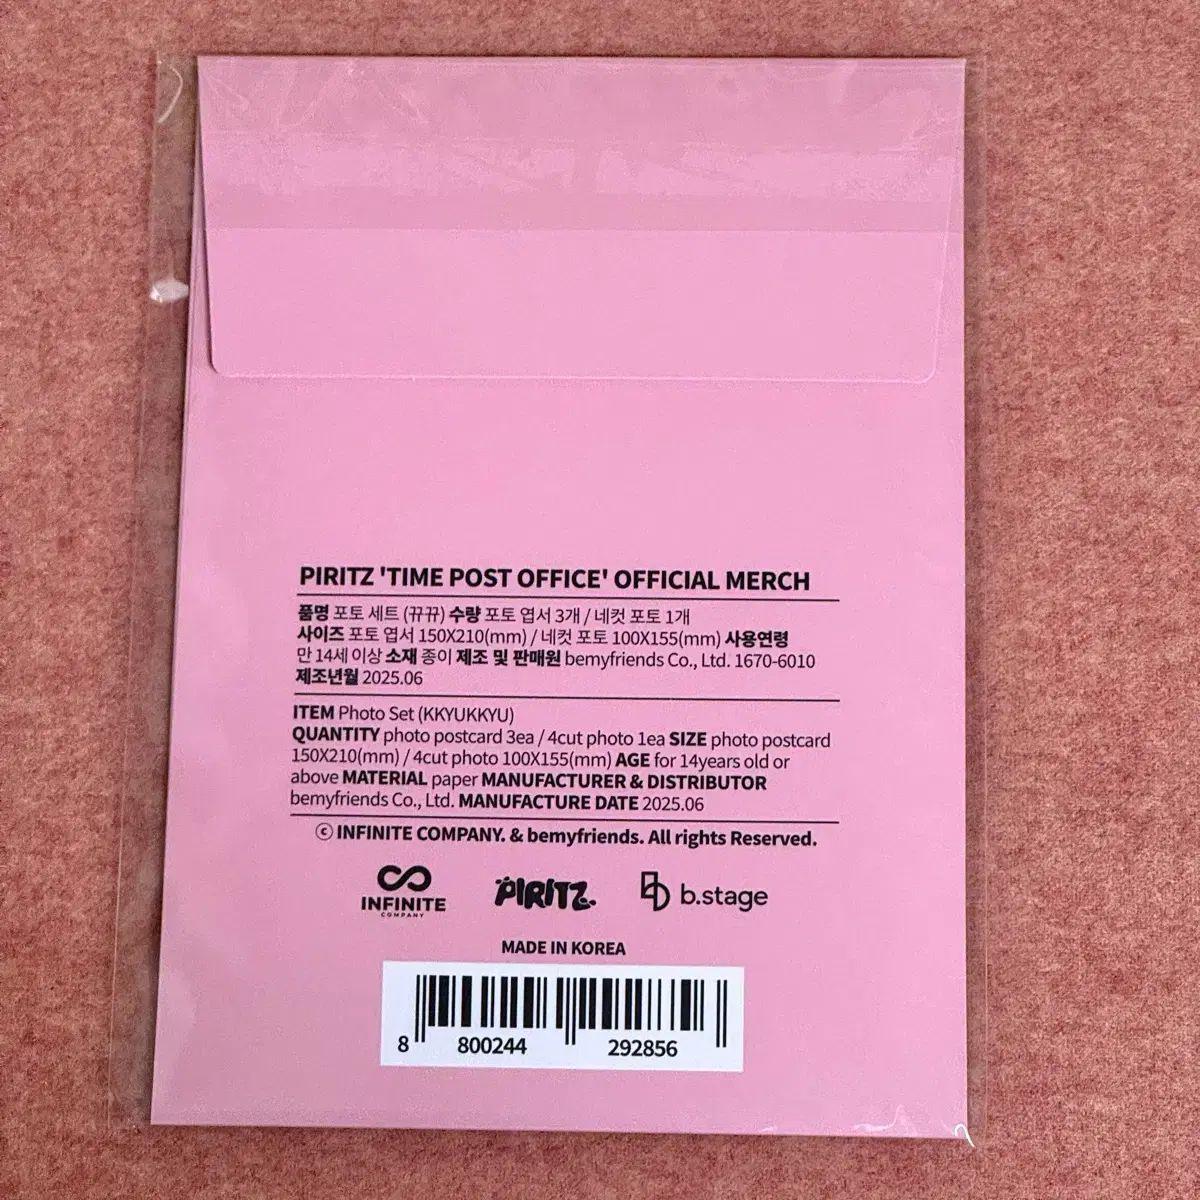 PIRITZ 'TIME POST OFFICE' OFFICIAL MERCH
품명 포토 세트 (뀨뀨) 수량 포토 엽서 3개 / 네컷 포토 1개
사이즈 포토 엽서 150X210(mm) / 네컷 포토 100X155(mm) 사용연령
만 14세 이상 소재 종이 제조 및 판매원 bemyfriends Co., Ltd. 1670-6010
제조년월 2025.06
ITEM Photo Set (KKYUKKYU)
QUANTITY photo postcard 3ea / 4cut photo 1ea SIZE photo postcard
150X210(mm) / 4cut photo 100X155(mm) AGE for 14years old or
above MATERIAL paper MANUFACTURER & DISTRIBUTOR
bemyfriends Co., Ltd. MANUFACTURE DATE 2025.06
ⓒ INFINITE COMPANY. & bemyfriends. All rights Reserved.
INFINITE
COMPANY
PIRITZ.
b.stage
MADE IN KOREA
8 800244 292856